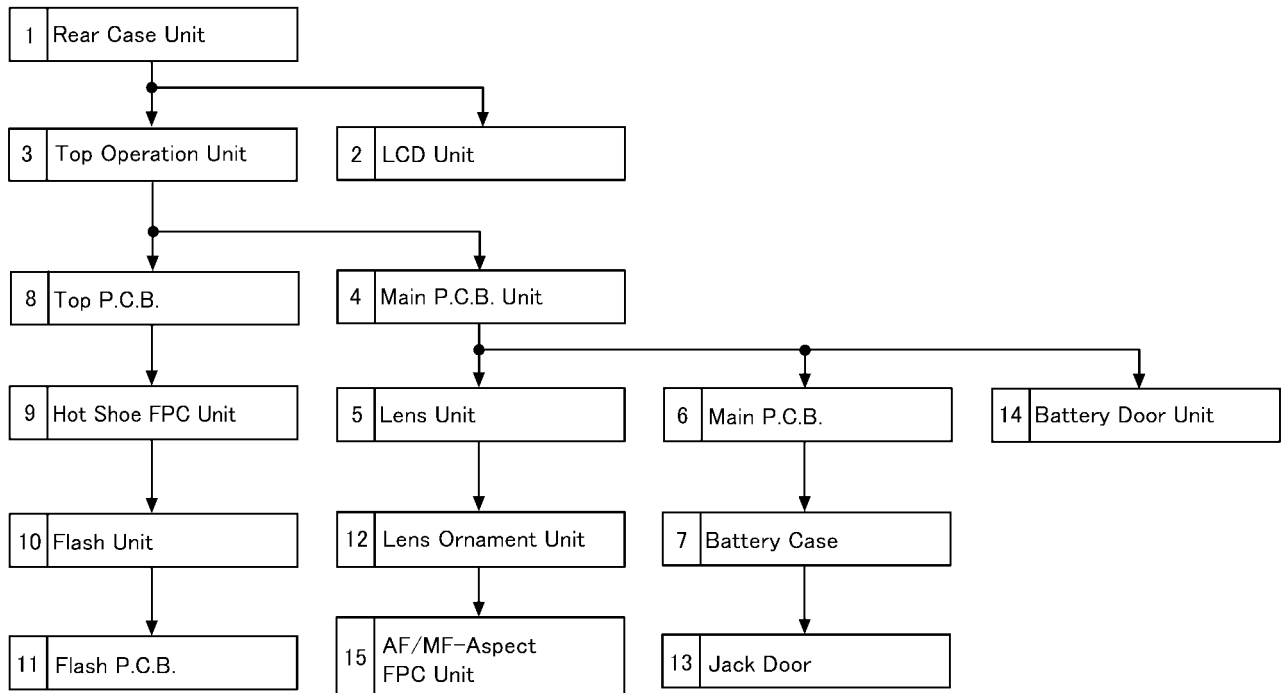 1 Rear Case Unit
3 Top Operation Unit
2 LCD Unit
8 Top P.C.B.
4 Main P.C.B. Unit
9 Hot Shoe FPC Unit
5 Lens Unit
6 Main P.C.B.
14 Battery Door Unit
10 Flash Unit
12 Lens Ornament Unit
7 Battery Case
11 Flash P.C.B.
15 AF/MF-Aspect
FPC Unit
13 Jack Door